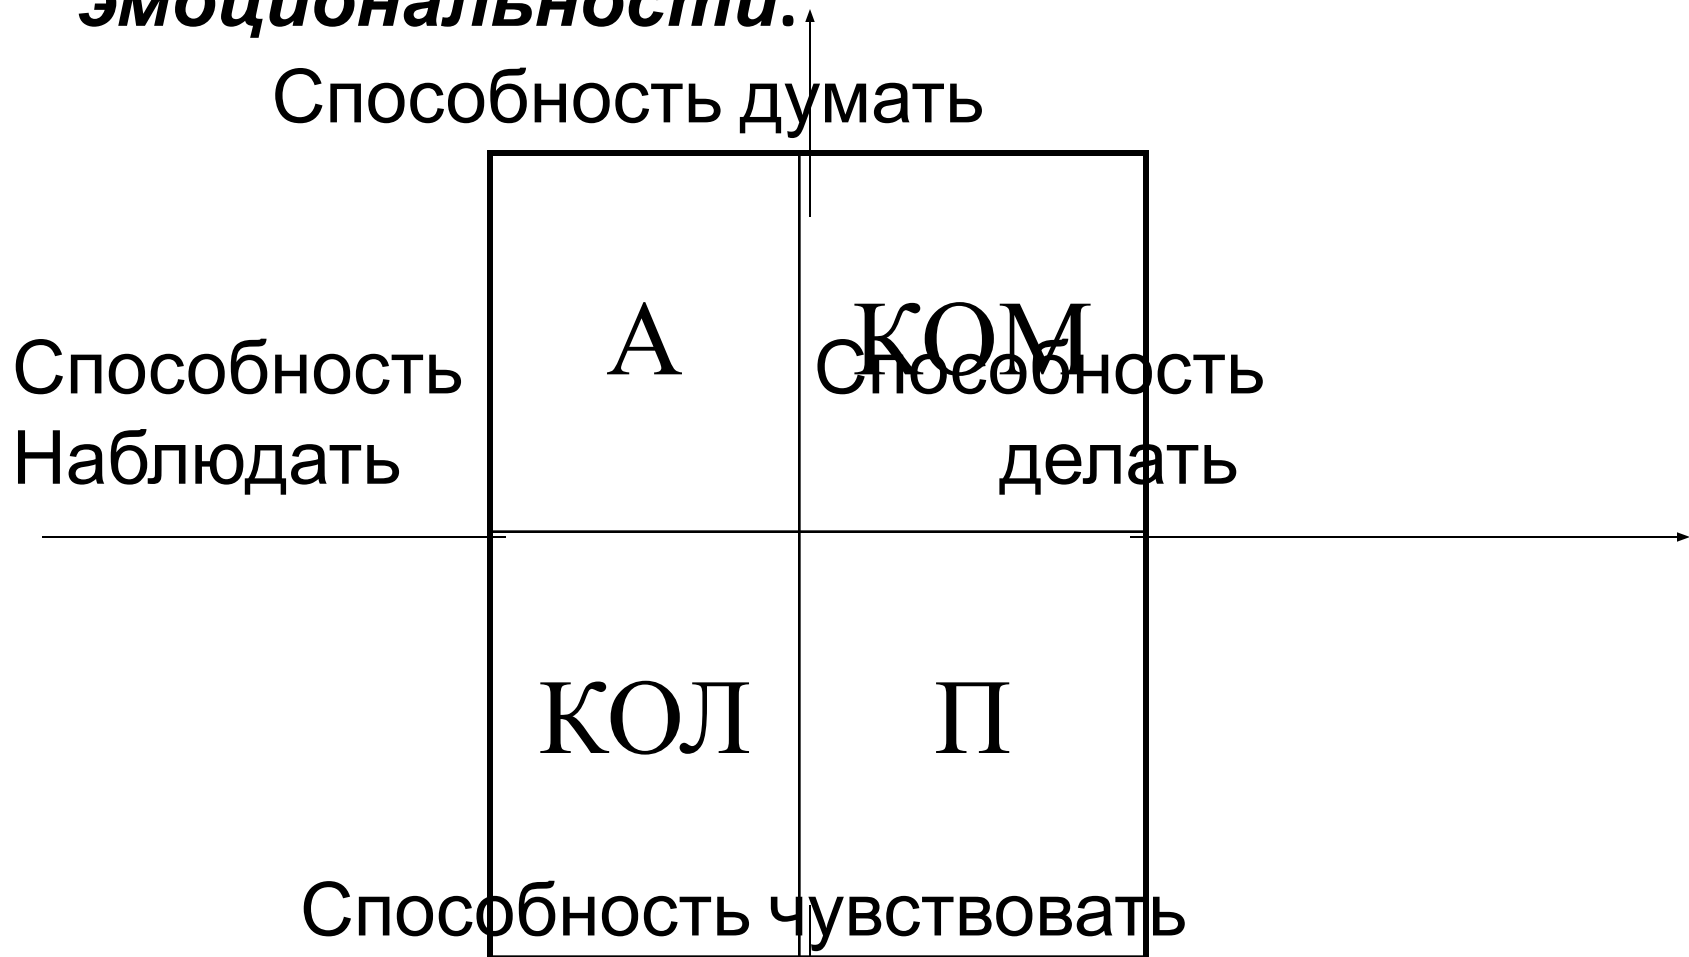 эмоциональности.
Способность думать
А КОМ
Способность Способность
Наблюдать делать
КОЛ П
Способность чувствовать